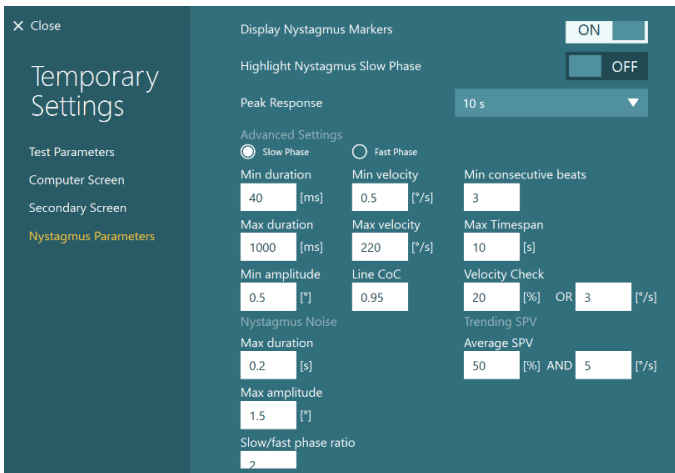 X Close
Temporary
Settings
Test Parameters
Computer Screen
Secondary Screen
Nystagmus Parameters
Display Nystagmus Markers ON
Highlight Nystagmus Slow Phase OFF
Peak Response 10 s
Advanced Settings
Slow Phase Fast Phase
Min duration Min velocity Min consecutive beats
40 [ms] 0.5 [°/s] 3
Max duration Max velocity Max Timespan
1000 [ms] 220 [°/s] 10 [s]
Min amplitude Line CoC Velocity Check
0.5 [°] 0.95 20 [%] OR 3 [°/s]
Nystagmus Noise Trending SPV
Max duration Average SPV
0.2 [s] 50 [%] AND 5 [°/s]
Max amplitude
1.5 [°]
Slow/fast phase ratio
2